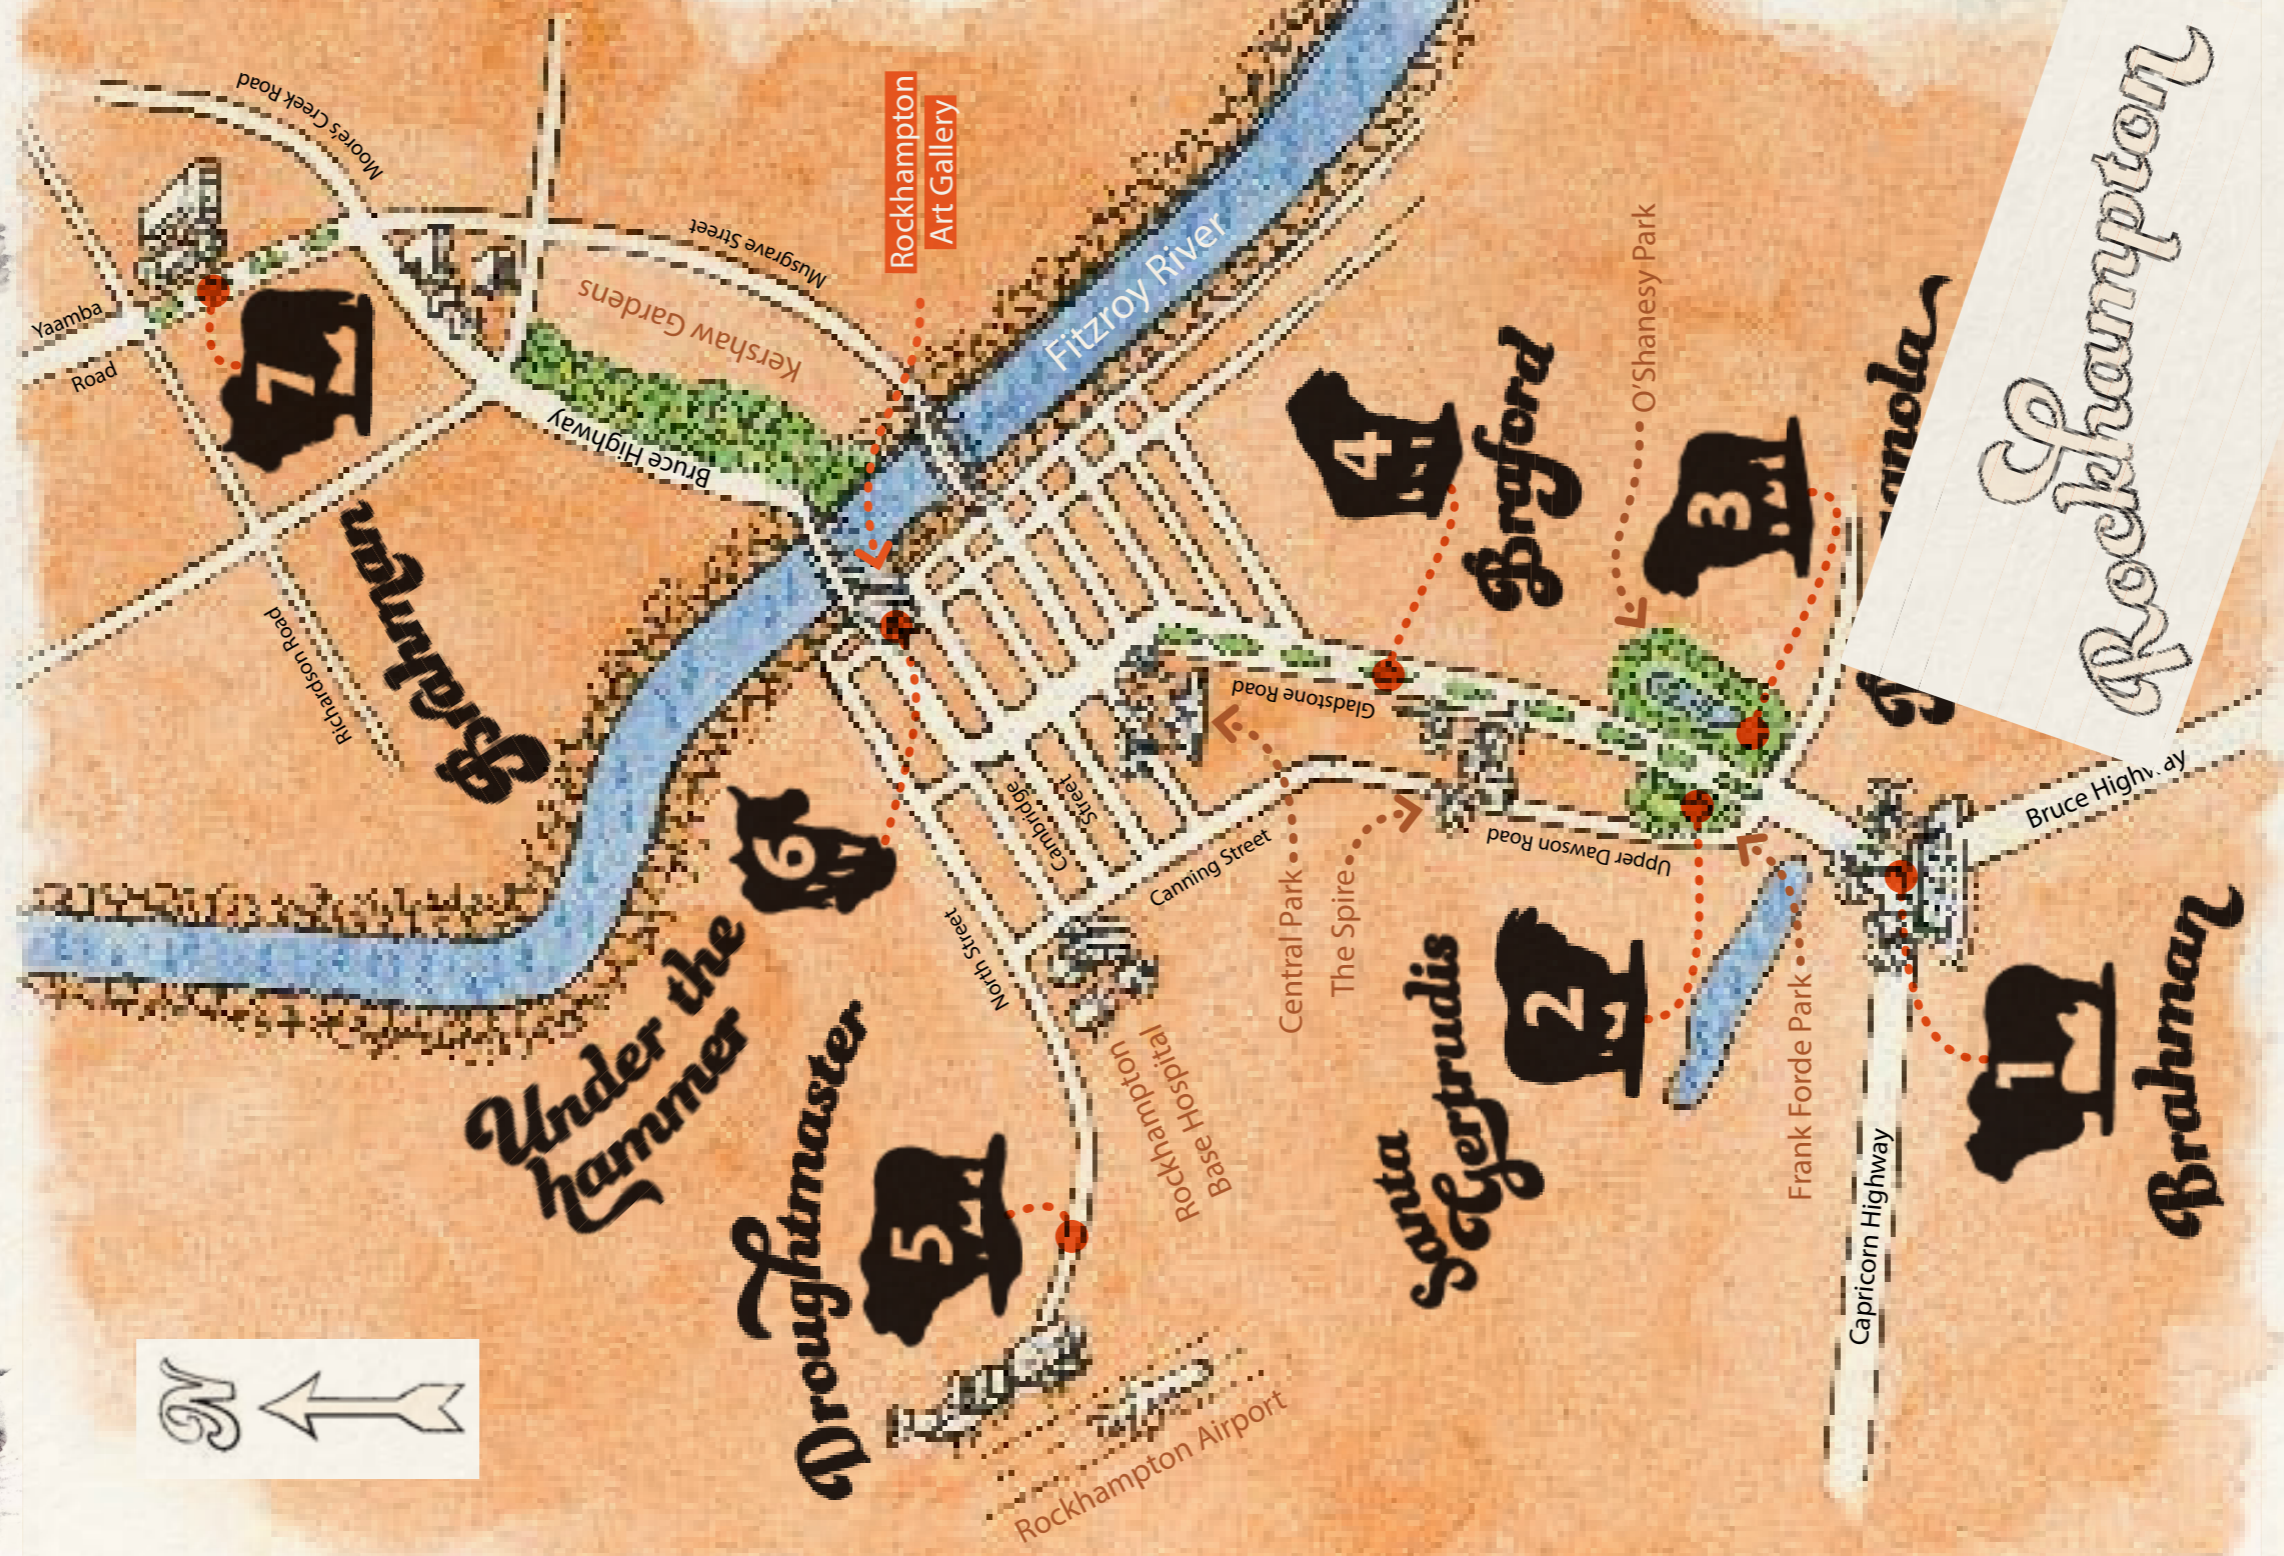 Rockhampton
N
Moore's Creek Road
Yaamba
Road
7
Brahman
Richardson Road
Musgrave Street
Kershaw Gardens
Bruce Highway
Rockhampton
Art Gallery
Fitzroy River
6
Under the
hammer
5
Droughtmaster
North Street
Cambridge
Street
Canning Street
Rockhampton
Base Hospital
Rockhampton Airport
Central Park
The Spire
Gladstone Road
4
Braford
O'Shanesy Park
3
Upper Dawson Road
2
Santa
Gertrudis
Frank Forde Park
1
Brahman
Capricorn Highway
Bruce Highway